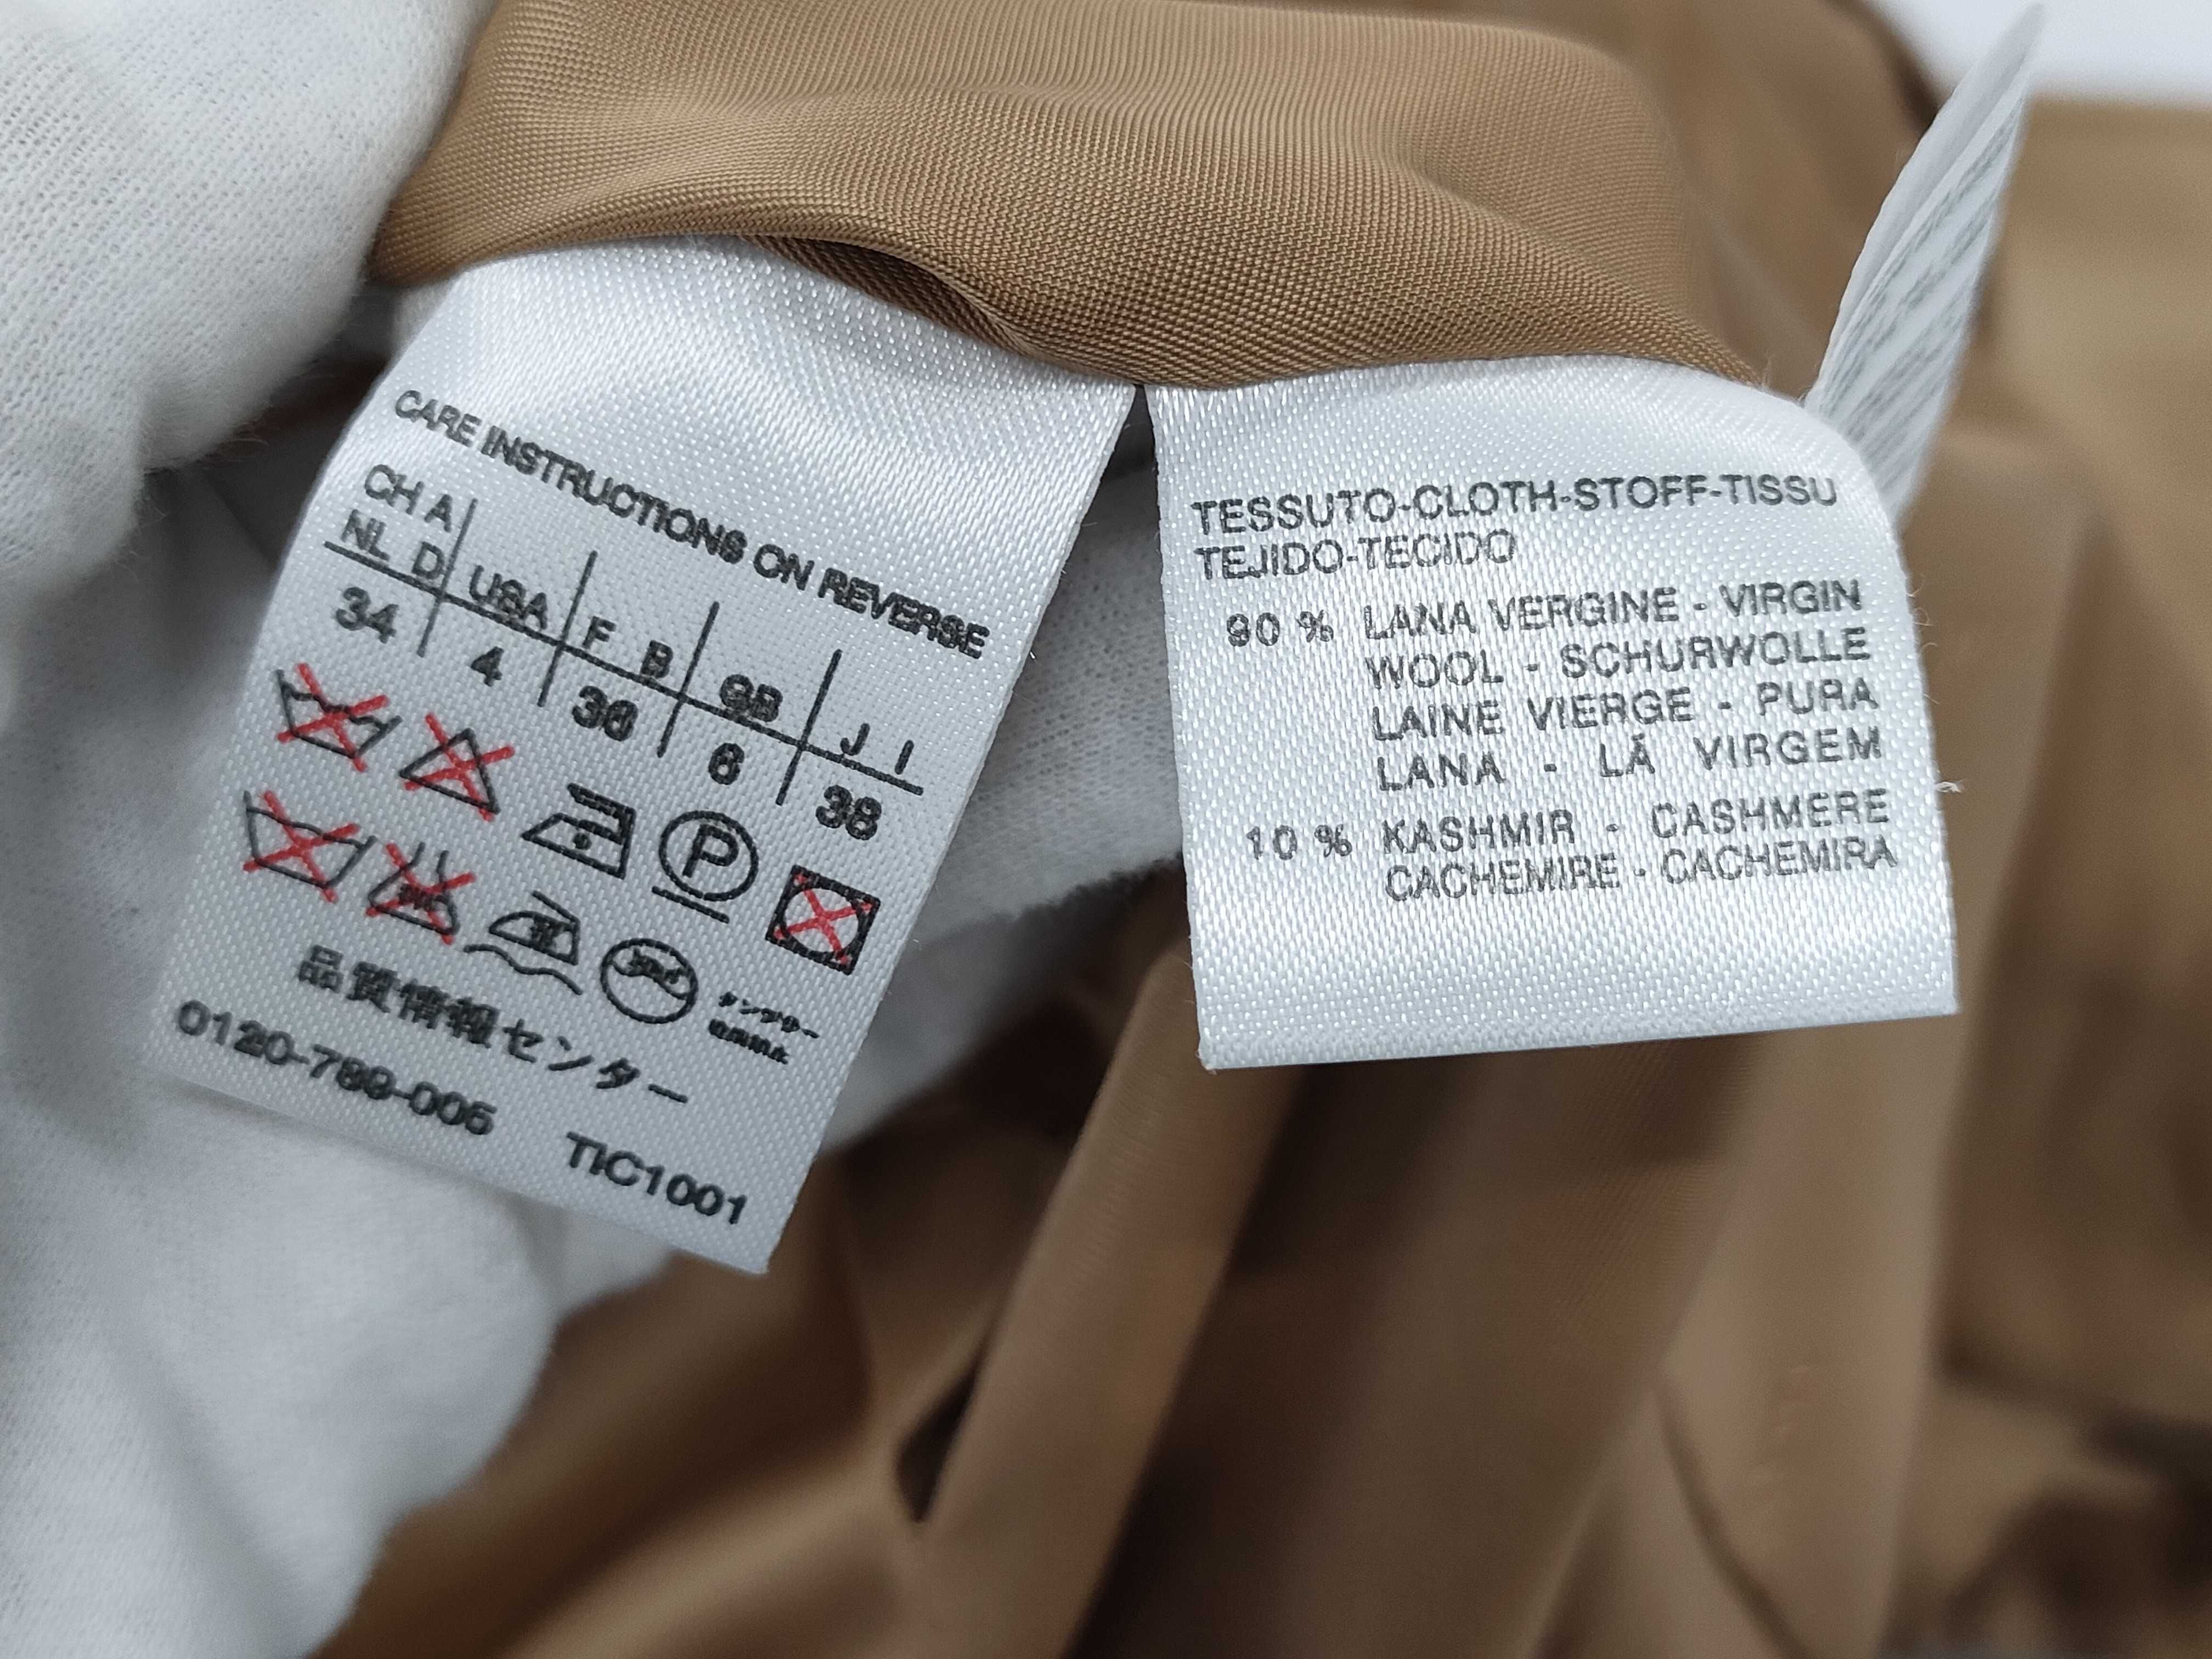 CARE INSTRUCTIONS ON REVERSE
CH A
NL D USA F B GB J I
34 4 36 6 38
P
品質情報センター
0120-789-005 TIC1001
TESSUTO-CLOTH-STOFF-TISSU
TEJIDO-TECIDO
90 % LANA VERGINE - VIRGIN
WOOL - SCHURWOLLE
LAINE VIERGE - PURA
LANA - LÃ VIRGEM
10 % KASHMIR - CASHMERE
CACHEMIRE - CACHEMIRA